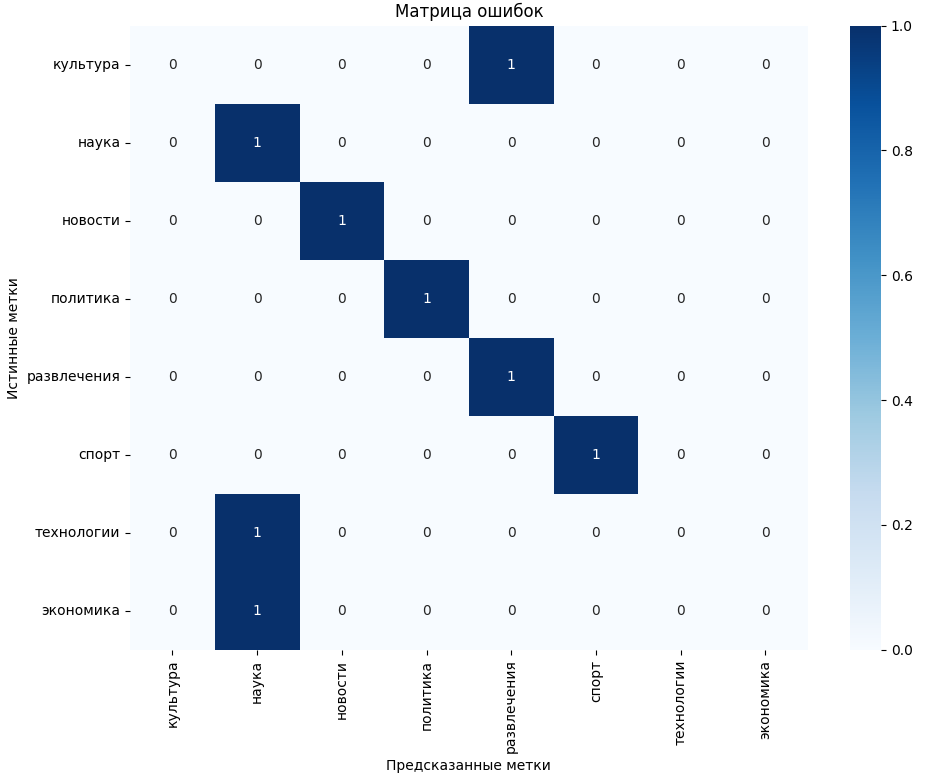 Матрица ошибок
Истинные метки
культура 0 0 0 0 1 0 0 0
наука 0 1 0 0 0 0 0 0
новости 0 0 1 0 0 0 0 0
политика 0 0 0 1 0 0 0 0
развлечения 0 0 0 0 1 0 0 0
спорт 0 0 0 0 0 1 0 0
технологии 0 1 0 0 0 0 0 0
экономика 0 1 0 0 0 0 0 0
культура наука новости политика развлечения спорт технологии экономика
Предсказанные метки
1.0
0.8
0.6
0.4
0.2
0.0